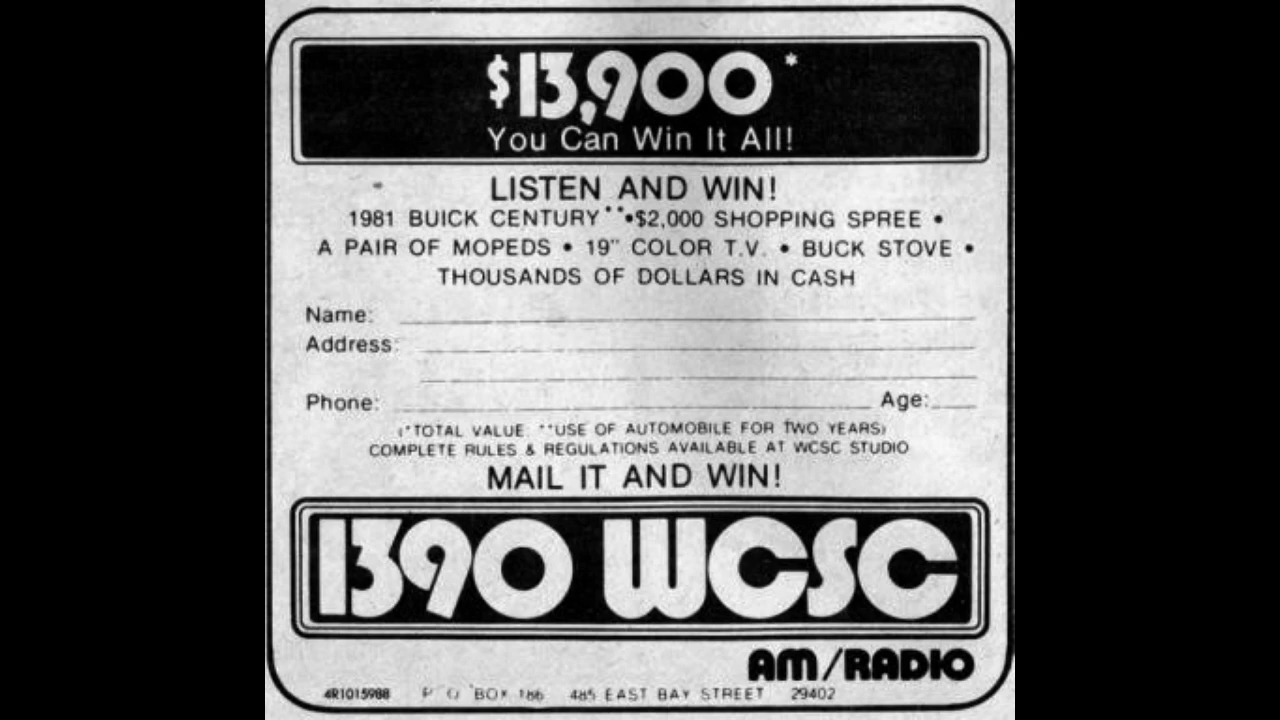 $13,900*
You Can Win It All!
LISTEN AND WIN!
1981 BUICK CENTURY**•$2,000 SHOPPING SPREE •
A PAIR OF MOPEDS • 19" COLOR T.V. • BUCK STOVE •
THOUSANDS OF DOLLARS IN CASH
Name:
Address:
Phone: Age:
(*TOTAL VALUE **USE OF AUTOMOBILE FOR TWO YEARS)
COMPLETE RULES & REGULATIONS AVAILABLE AT WCSC STUDIO
MAIL IT AND WIN!
1390 WCSC
AM/RADIO
4R1015988 P O BOX 186 485 EAST BAY STREET 29402